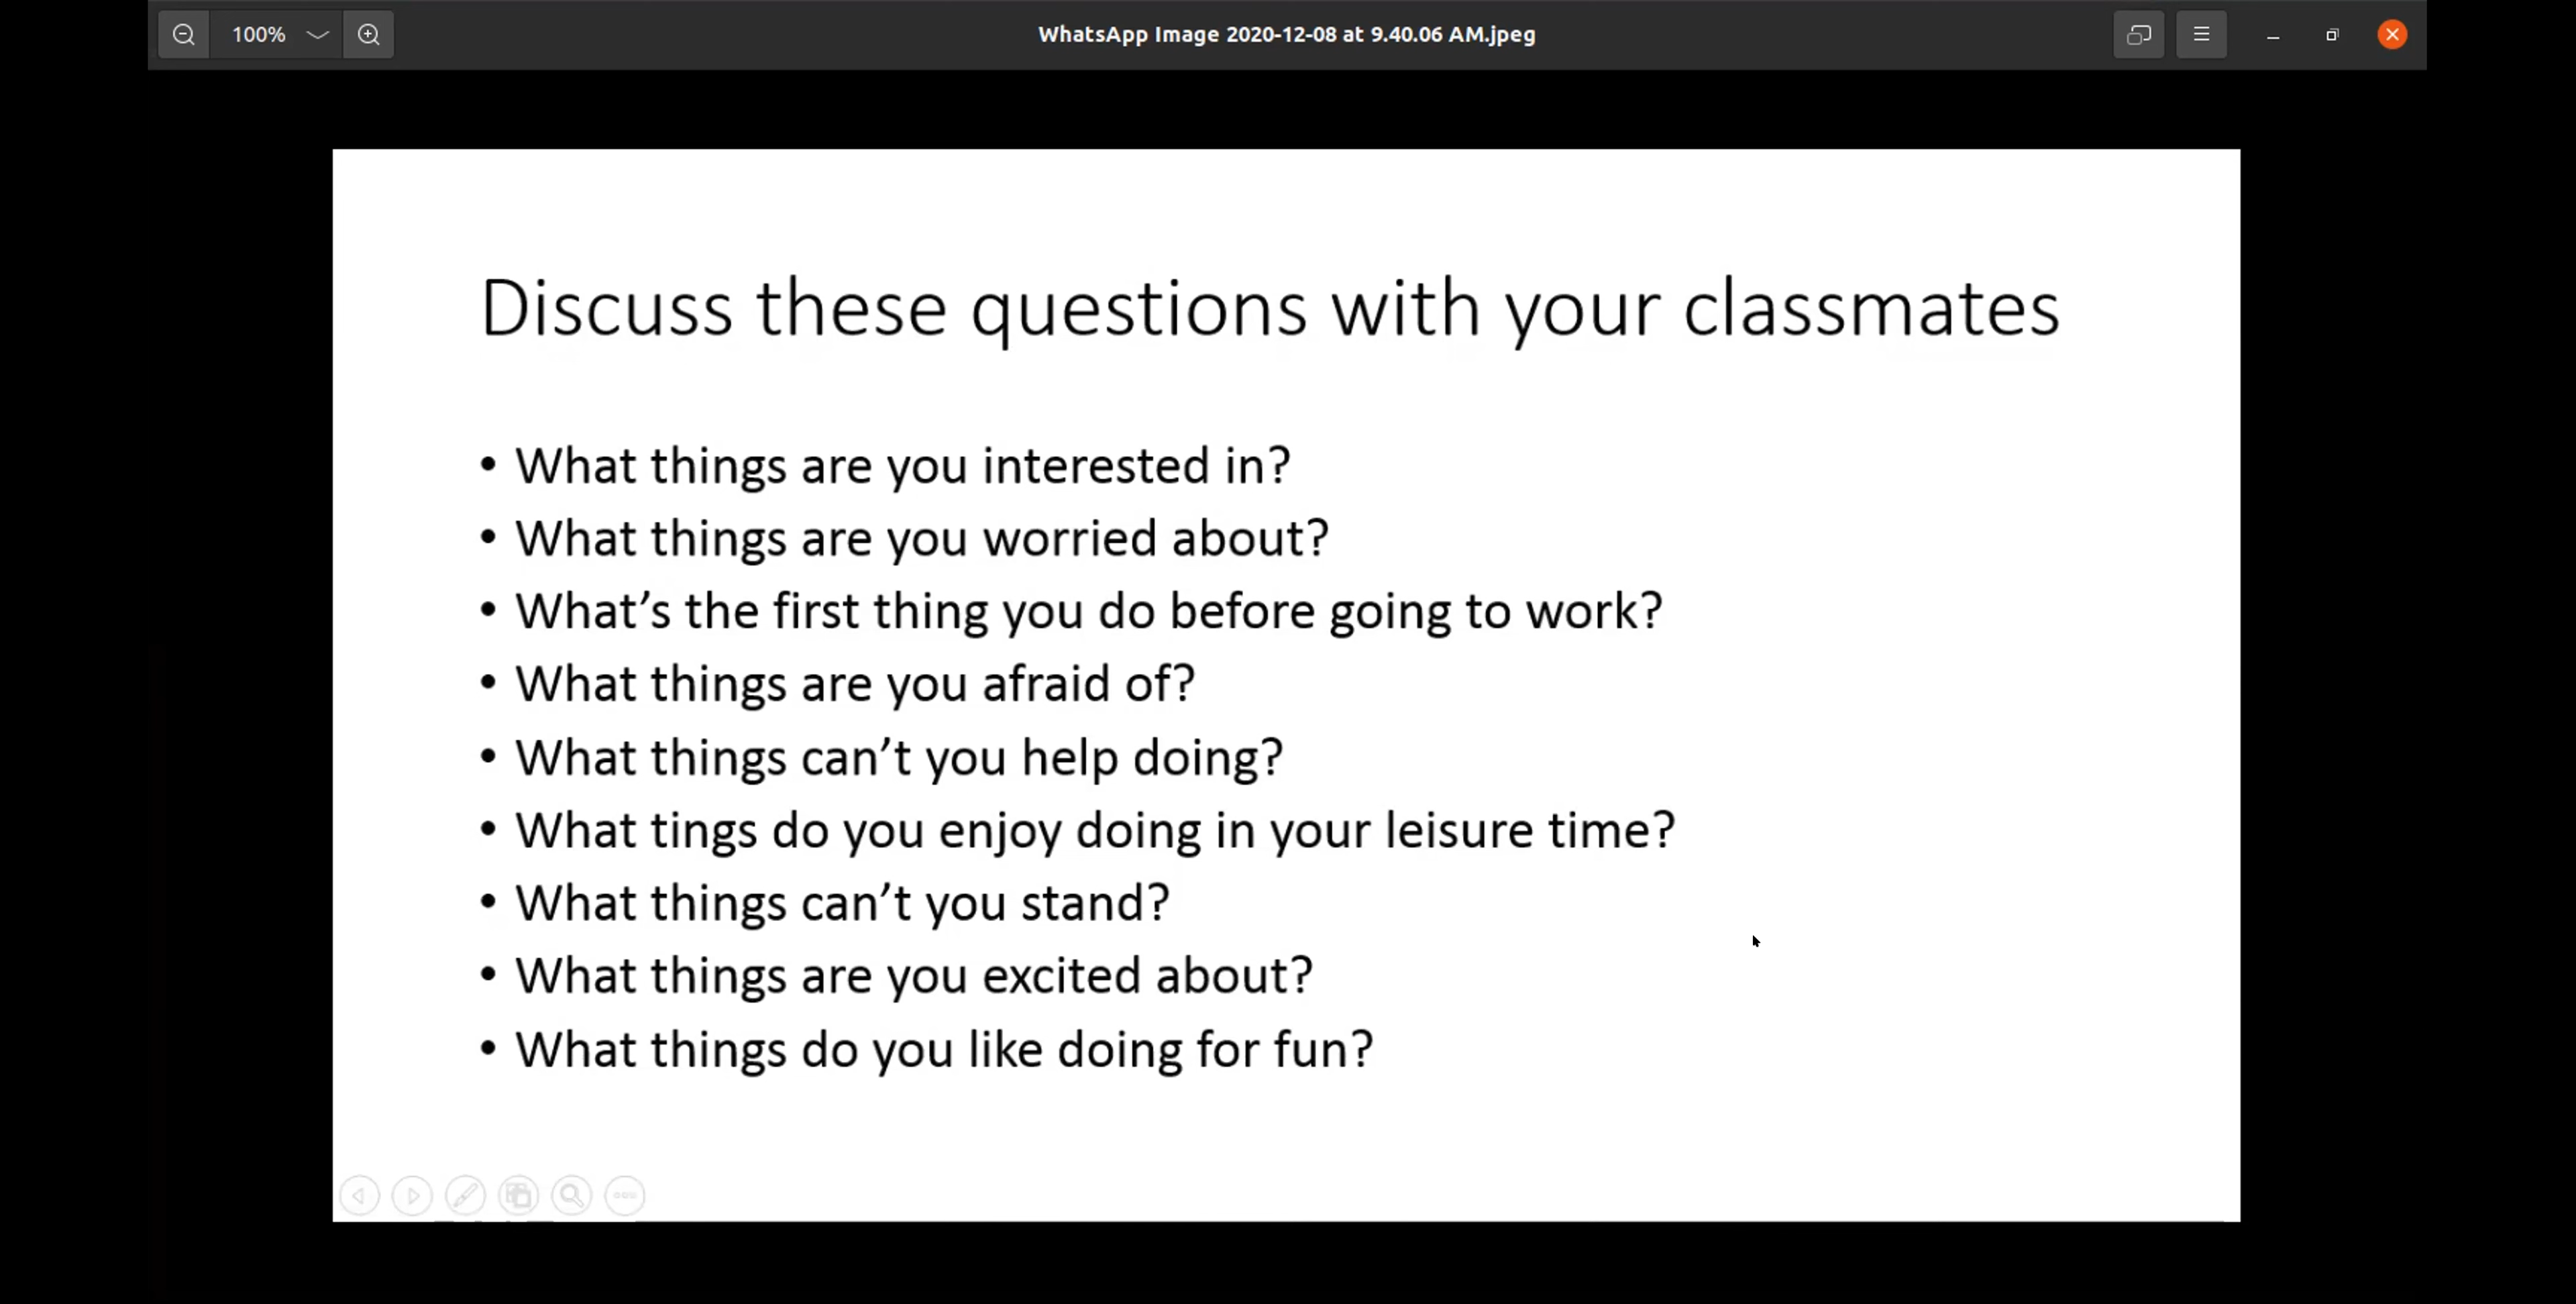 100%
WhatsApp Image 2020-12-08 at 9.40.06 AM.jpeg
Discuss these questions with your classmates
• What things are you interested in?
• What things are you worried about?
• What’s the first thing you do before going to work?
• What things are you afraid of?
• What things can’t you help doing?
• What tings do you enjoy doing in your leisure time?
• What things can’t you stand?
• What things are you excited about?
• What things do you like doing for fun?